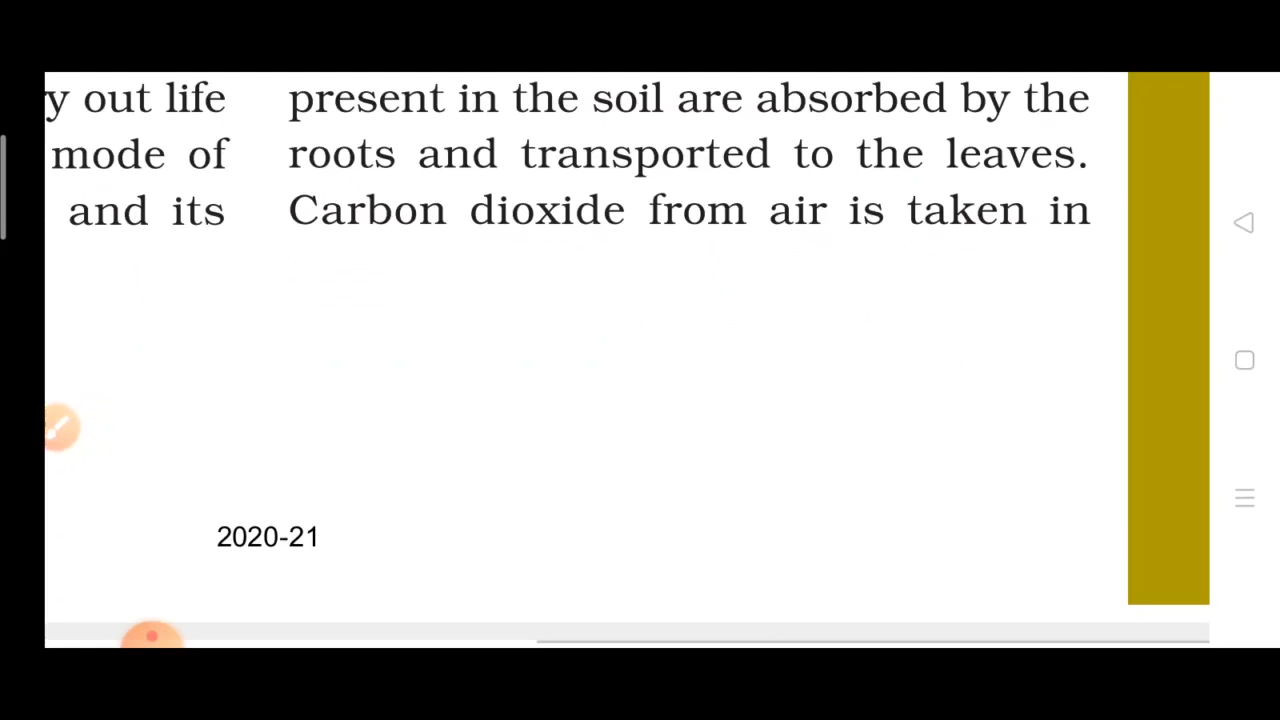 y out life
mode of
and its
present in the soil are absorbed by the
roots and transported to the leaves.
Carbon dioxide from air is taken in
2020-21